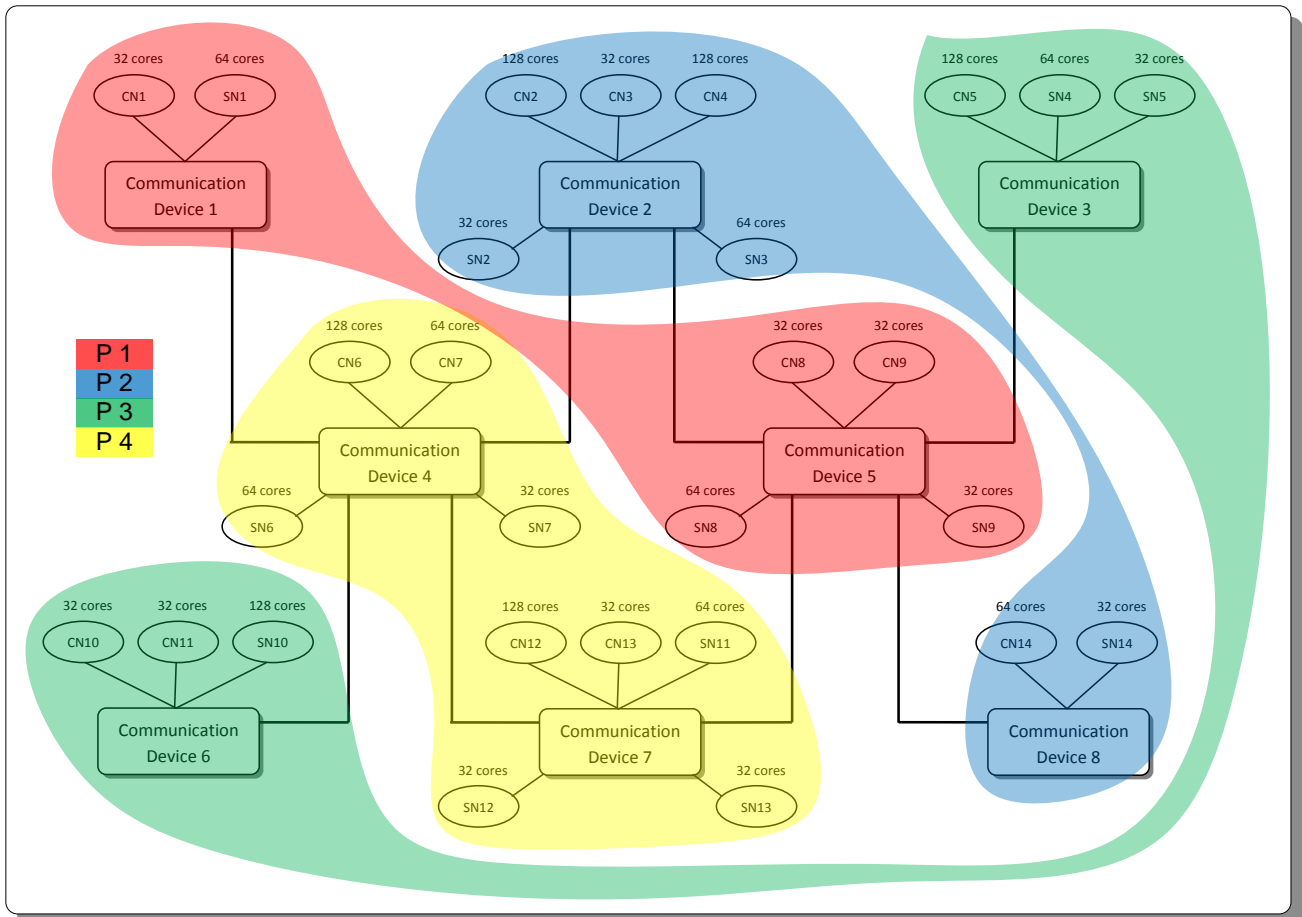 32 cores
64 cores
CN1
SN1
Communication
Device 1
128 cores
32 cores
128 cores
CN2
CN3
CN4
Communication
Device 2
32 cores
64 cores
SN2
SN3
128 cores
64 cores
32 cores
CN5
SN4
SN5
Communication
Device 3
P 1
P 2
P 3
P 4
128 cores
64 cores
CN6
CN7
Communication
Device 4
64 cores
32 cores
SN6
SN7
32 cores
32 cores
CN8
CN9
Communication
Device 5
64 cores
32 cores
SN8
SN9
32 cores
32 cores
128 cores
CN10
CN11
SN10
Communication
Device 6
128 cores
32 cores
64 cores
CN12
CN13
SN11
Communication
Device 7
32 cores
32 cores
SN12
SN13
64 cores
32 cores
CN14
SN14
Communication
Device 8